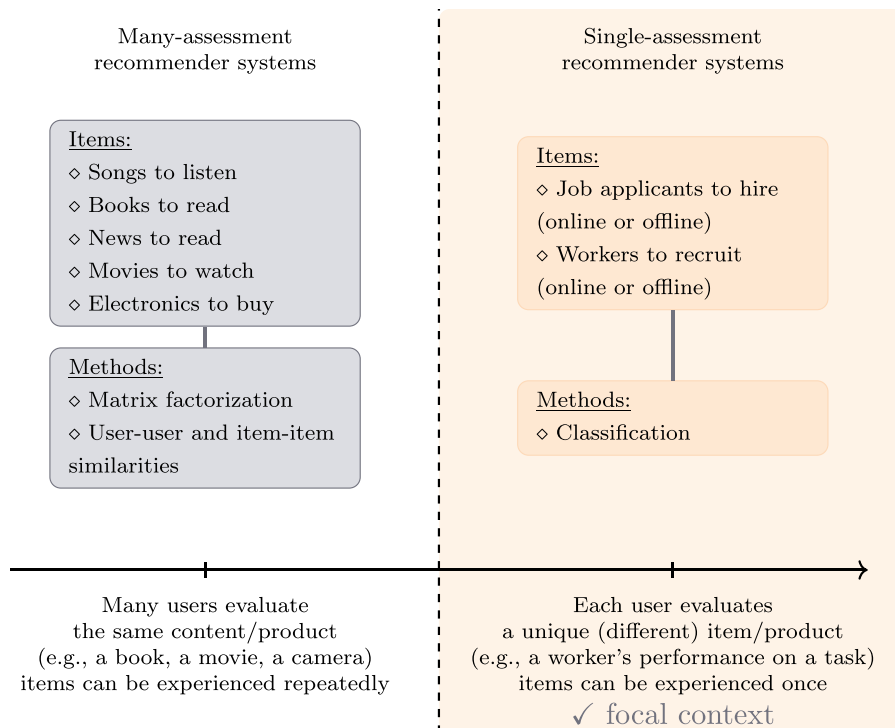 Many-assessment
recommender systems
Items:
⋄ Songs to listen
⋄ Books to read
⋄ News to read
⋄ Movies to watch
⋄ Electronics to buy
Methods:
⋄ Matrix factorization
⋄ User-user and item-item
similarities
Many users evaluate
the same content/product
(e.g., a book, a movie, a camera)
items can be experienced repeatedly
Single-assessment
recommender systems
Items:
⋄ Job applicants to hire
(online or offline)
⋄ Workers to recruit
(online or offline)
Methods:
⋄ Classification
Each user evaluates
a unique (different) item/product
(e.g., a worker's performance on a task)
items can be experienced once
✓ focal context